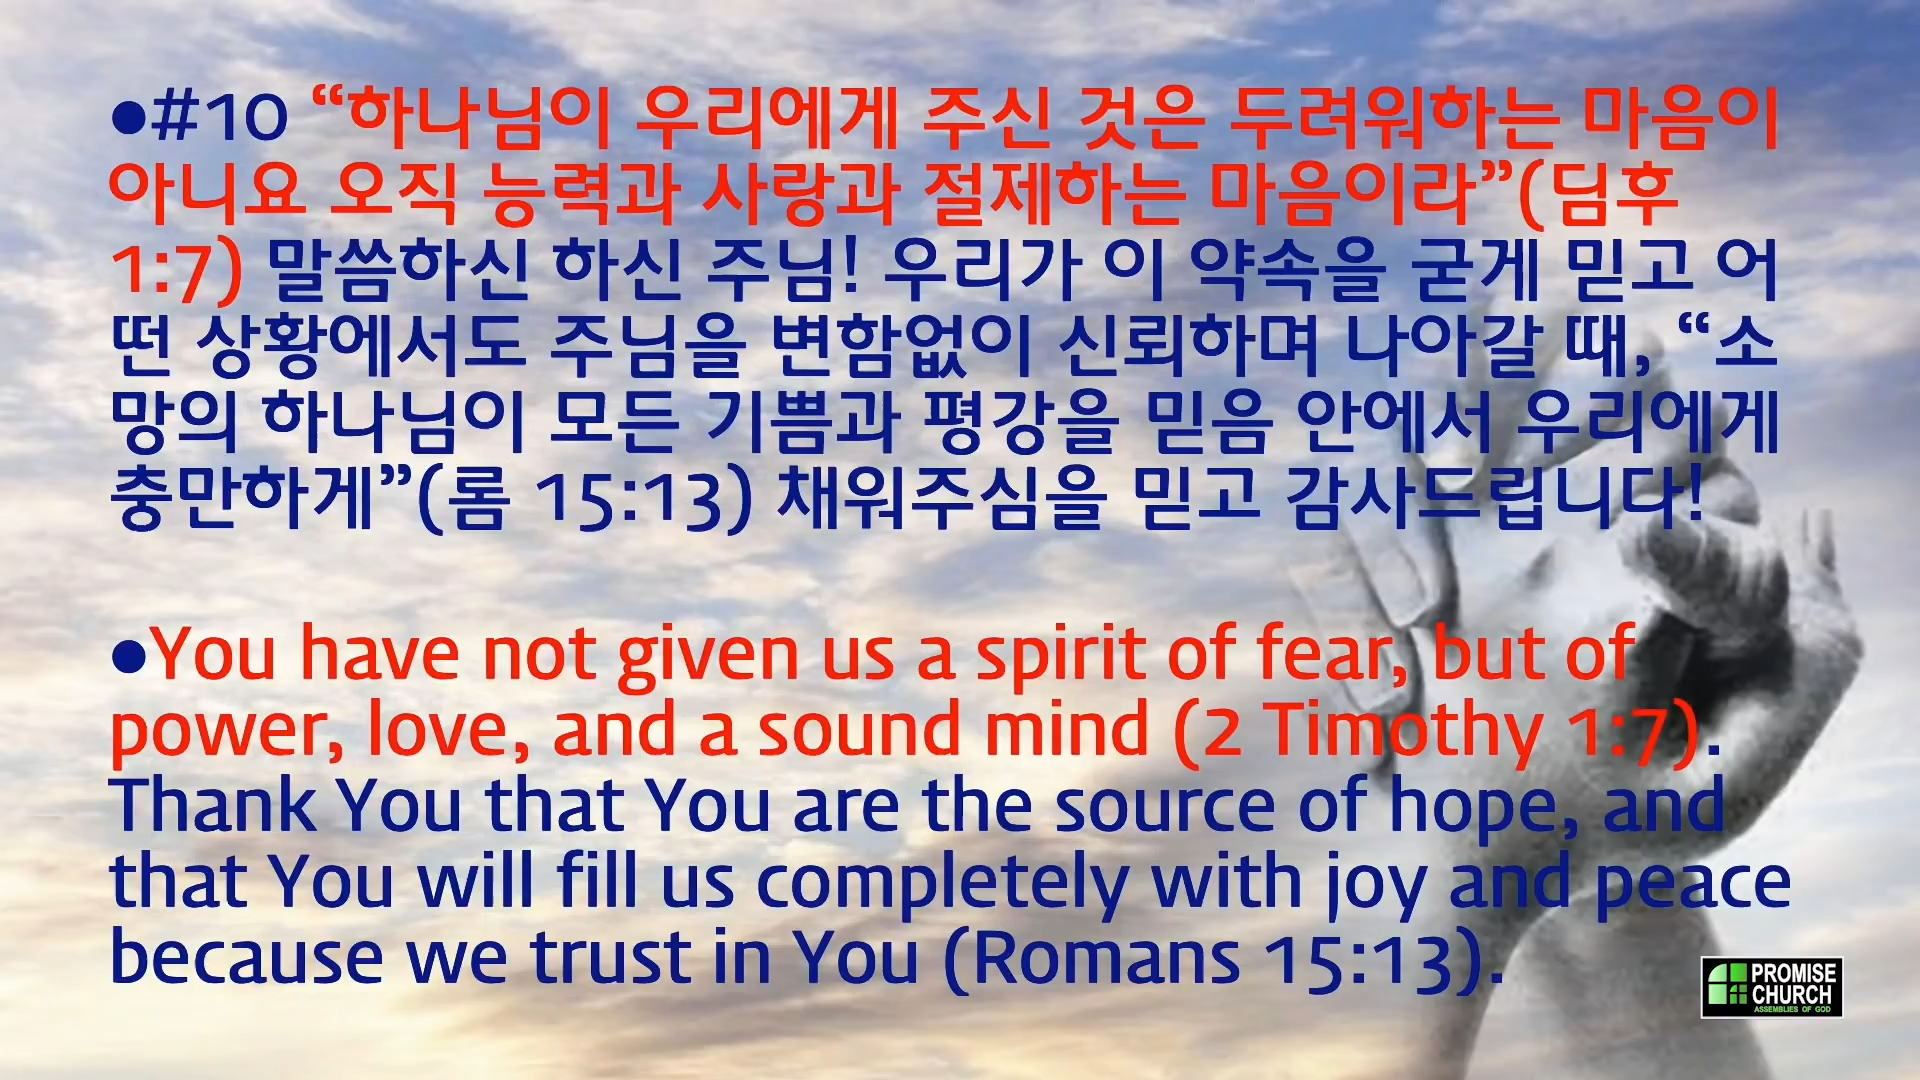 ●#10 “하나님이 우리에게 주신 것은 두려워하는 마음이
아니요 오직 능력과 사랑과 절제하는 마음이라”(딤후
1:7) 말씀하신 하신 주님! 우리가 이 약속을 굳게 믿고 어
떤 상황에서도 주님을 변함없이 신뢰하며 나아갈 때, “소
망의 하나님이 모든 기쁨과 평강을 믿음 안에서 우리에게
충만하게”(롬 15:13) 채워주심을 믿고 감사드립니다!
●You have not given us a spirit of fear, but of
power, love, and a sound mind (2 Timothy 1:7).
Thank You that You are the source of hope, and
that You will fill us completely with joy and peace
because we trust in You (Romans 15:13).
PROMISE
CHURCH
ASSEMBLIES OF GOD